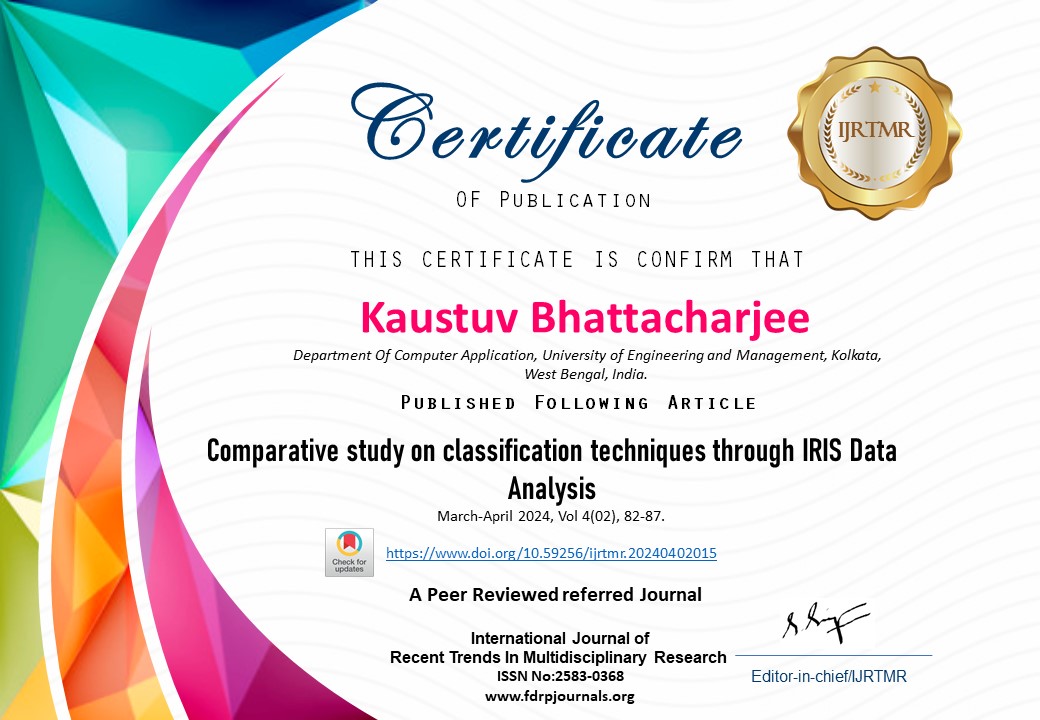 Certificate
IJRTMR
OF PUBLICATION
THIS CERTIFICATE IS CONFIRM THAT
Kaustuv Bhattacharjee
Department Of Computer Application, University of Engineering and Management, Kolkata,
West Bengal, India.
PUBLISHED FOLLOWING ARTICLE
Comparative study on classification techniques through IRIS Data
Analysis
March-April 2024, Vol 4(02), 82-87.
Check for
updates
https://www.doi.org/10.59256/ijrtmr.20240402015
A Peer Reviewed referred Journal
International Journal of
Recent Trends In Multidisciplinary Research
ISSN No:2583-0368
www.fdrpjournals.org
Editor-in-chief/IJRTMR